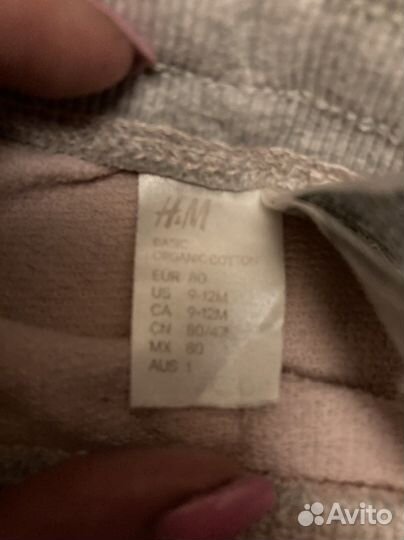 H&M
BASIC
ORGANIC COTTON
EUR 80
US 9-12M
CA 9-12M
CN 80/47
MX 80
AUS 1
Avito